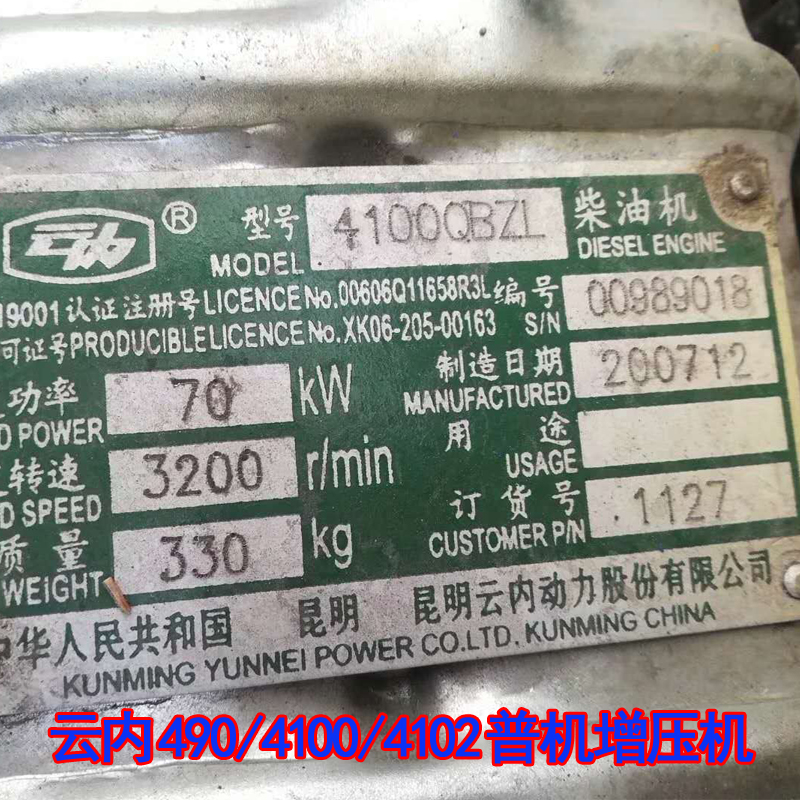 云内 ® 型号 4100QBZL 柴油机
MODEL DIESEL ENGINE
19001认证注册号LICENCE No. 00606Q11658R3L 编号 00989018
可证号PRODUCIBLE LICENCE No. XK06-205-00163 S/N
功率 70 kW 制造日期 200712
D POWER MANUFACTURED
转速 3200 r/min 用途
D SPEED USAGE
质量 330 kg 订货号 .1127
WEIGHT CUSTOMER P/N
中华人民共和国 昆明 昆明云内动力股份有限公司
KUNMING YUNNEI POWER CO.LTD. KUNMING CHINA
云内490/4100/4102普机增压机